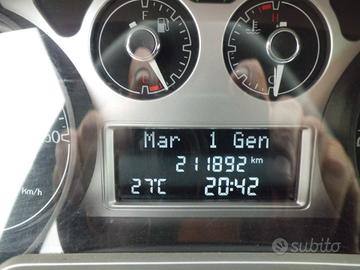 F
H
E
C
Mar 1 Gen
211892 km
27°C 20:42
Km/h
subito